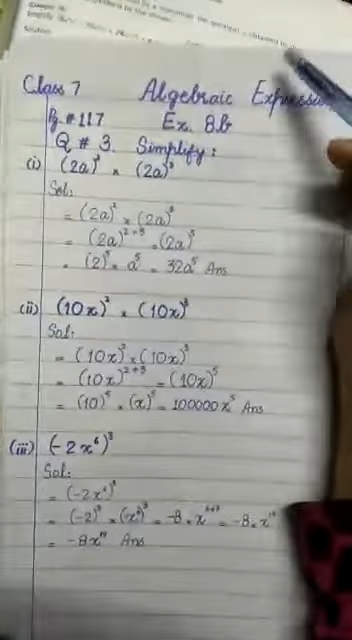 Class 7 Algebraic Expression
Pg # 117 Ex. 8b
Q # 3. Simplify:
(i) (2a)² × (2a)³
Sol:
= (2a)² × (2a)³
= (2a)²⁺³ = (2a)⁵
= (2)⁵ × a⁵ = 32a⁵ Ans
(ii) (10x)² × (10x)³
Sol:
= (10x)² × (10x)³
= (10x)²⁺³ = (10x)⁵
= (10)⁵ × (x)⁵ = 100000x⁵ Ans
(iii) (-2x⁶)³
Sol:
= (-2x⁶)³
= (-2)³ × (x⁶)³ = -8 × x⁶ˣ³ = -8 ×
= Ans